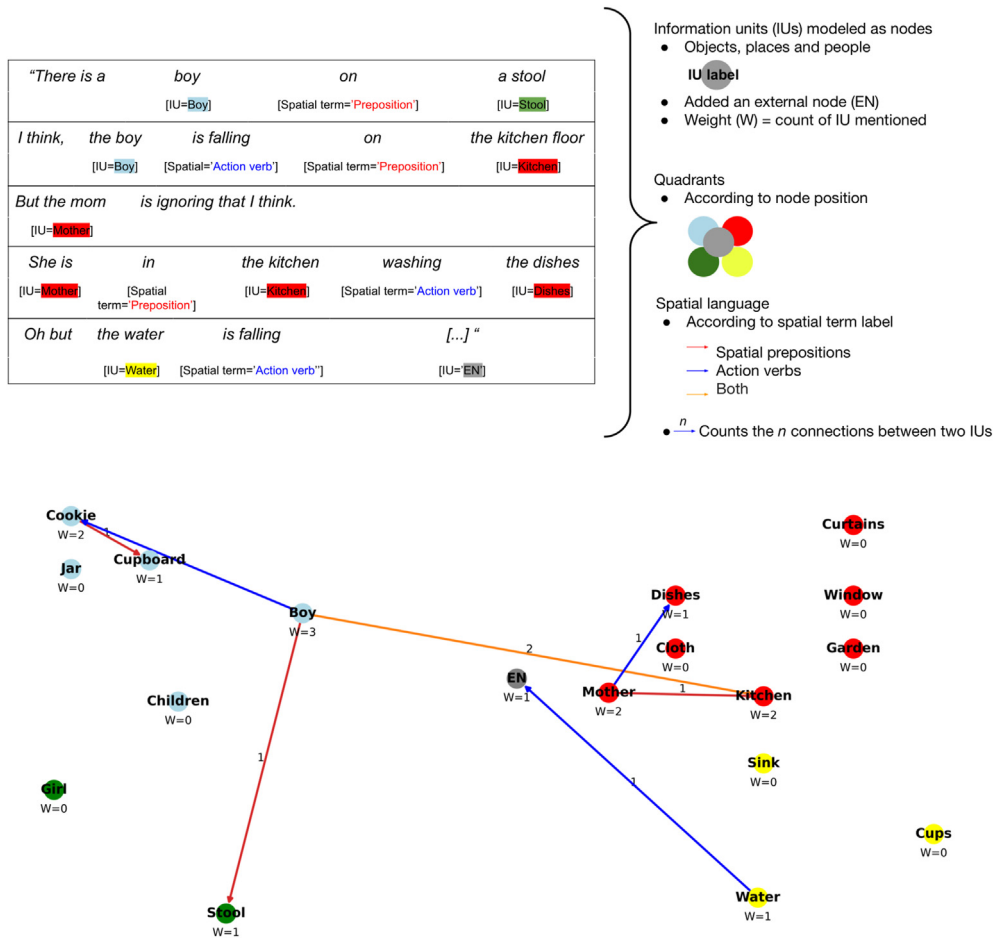 “There is a boy on a stool
[IU=Boy] [Spatial term='Preposition'] [IU=Stool]
I think, the boy is falling on the kitchen floor
[IU=Boy] [Spatial='Action verb'] [Spatial term='Preposition'] [IU=Kitchen]
But the mom is ignoring that I think.
[IU=Mother]
She is in the kitchen washing the dishes
[IU=Mother] [Spatial term='Preposition'] [IU=Kitchen] [Spatial term='Action verb'] [IU=Dishes]
Oh but the water is falling [...] “
[IU=Water] [Spatial term='Action verb''] [IU='EN']
Information units (IUs) modeled as nodes
● Objects, places and people
IU label
● Added an external node (EN)
● Weight (W) = count of IU mentioned
Quadrants
● According to node position
Spatial language
● According to spatial term label
Spatial prepositions
Action verbs
Both
● n Counts the n connections between two IUs
Cookie
W=2
1
Cupboard
W=1
Jar
W=0
Boy
W=3
Children
W=0
Girl
W=0
1
Stool
W=1
2
EN
W=1
Dishes
W=1
1
Cloth
W=0
Mother
W=2
1
Kitchen
W=2
Curtains
W=0
Window
W=0
Garden
W=0
Sink
W=0
1
Cups
W=0
Water
W=1